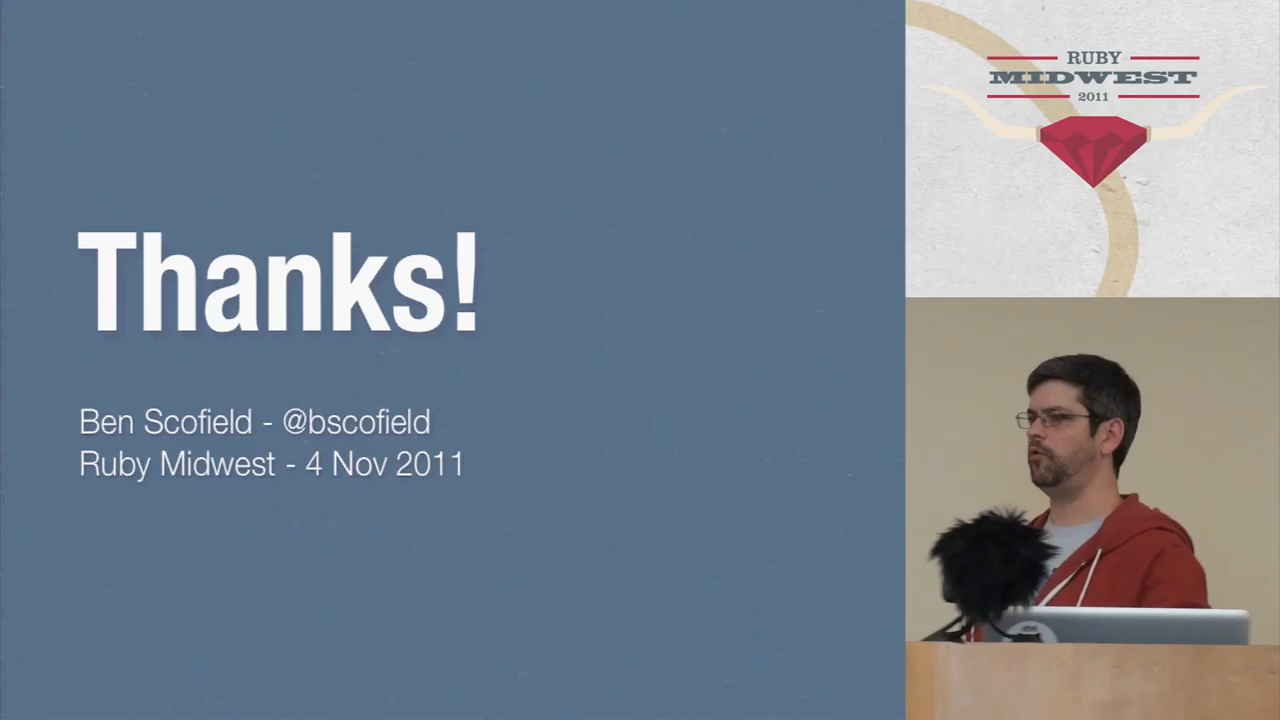 Thanks!
Ben Scofield - @bscofield
Ruby Midwest - 4 Nov 2011
RUBY
MIDWEST
2011